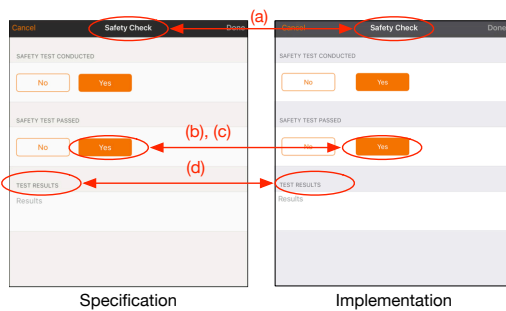 (a)
Cancel Safety Check Done
SAFETY TEST CONDUCTED
No Yes
SAFETY TEST PASSED
No Yes
TEST RESULTS
Results
Specification
(b), (c)
(d)
Cancel Safety Check Done
SAFETY TEST CONDUCTED
No Yes
SAFETY TEST PASSED
No Yes
TEST RESULTS
Results
Implementation